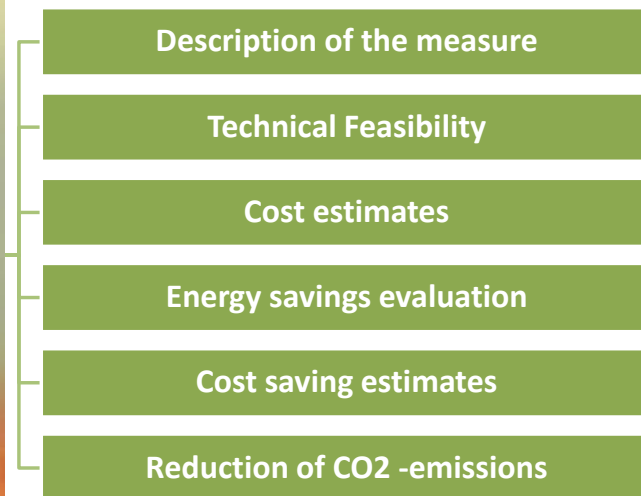 Description of the measure
Technical Feasibility
Cost estimates
Energy savings evaluation
Cost saving estimates
Reduction of CO2 -emissions